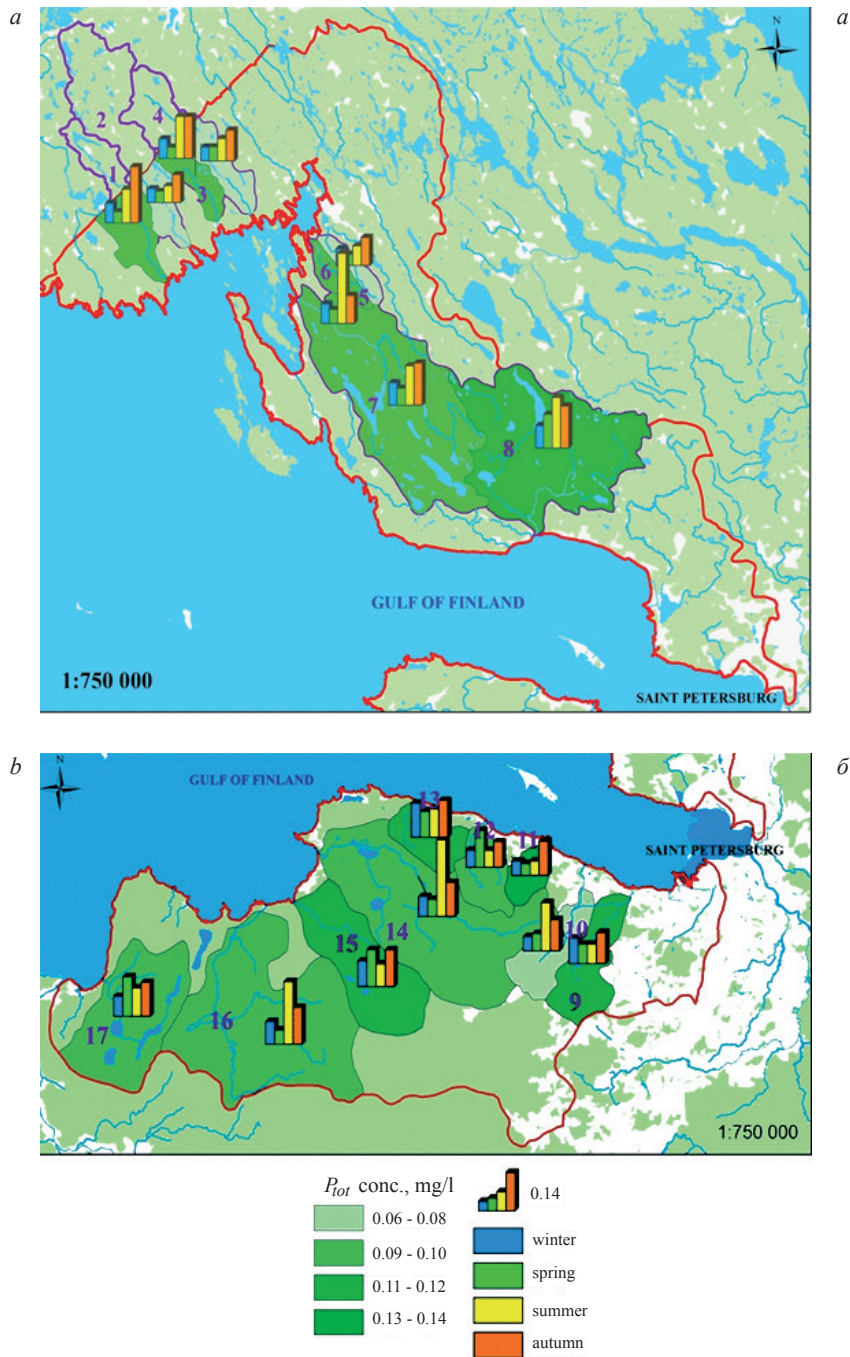 a
a
N
2
4
1
3
6
5
7
8
GULF OF FINLAND
1:750 000
SAINT PETERSBURG
b
б
N
GULF OF FINLAND
13
12
11
SAINT PETERSBURG
15
14
10
9
17
16
1:750 000
P_tot conc., mg/l
0.14
0.06 - 0.08
winter
0.09 - 0.10
spring
0.11 - 0.12
summer
0.13 - 0.14
autumn